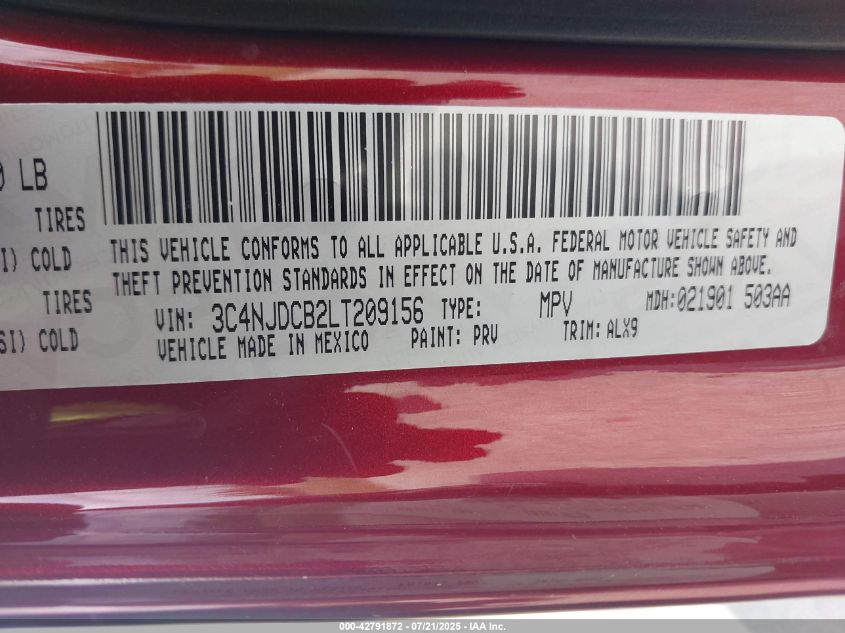 0 LB
TIRES
I) COLD
TIRES
SI) COLD
THIS VEHICLE CONFORMS TO ALL APPLICABLE U.S.A. FEDERAL MOTOR VEHICLE SAFETY AND
THEFT PREVENTION STANDARDS IN EFFECT ON THE DATE OF MANUFACTURE SHOWN ABOVE.
VIN: 3C4NJDCB2LT209156 TYPE: MPV MDH:021901 503AA
VEHICLE MADE IN MEXICO PAINT: PRV TRIM: ALX9
000-42791872 - 07/21/2025 - IAA Inc.